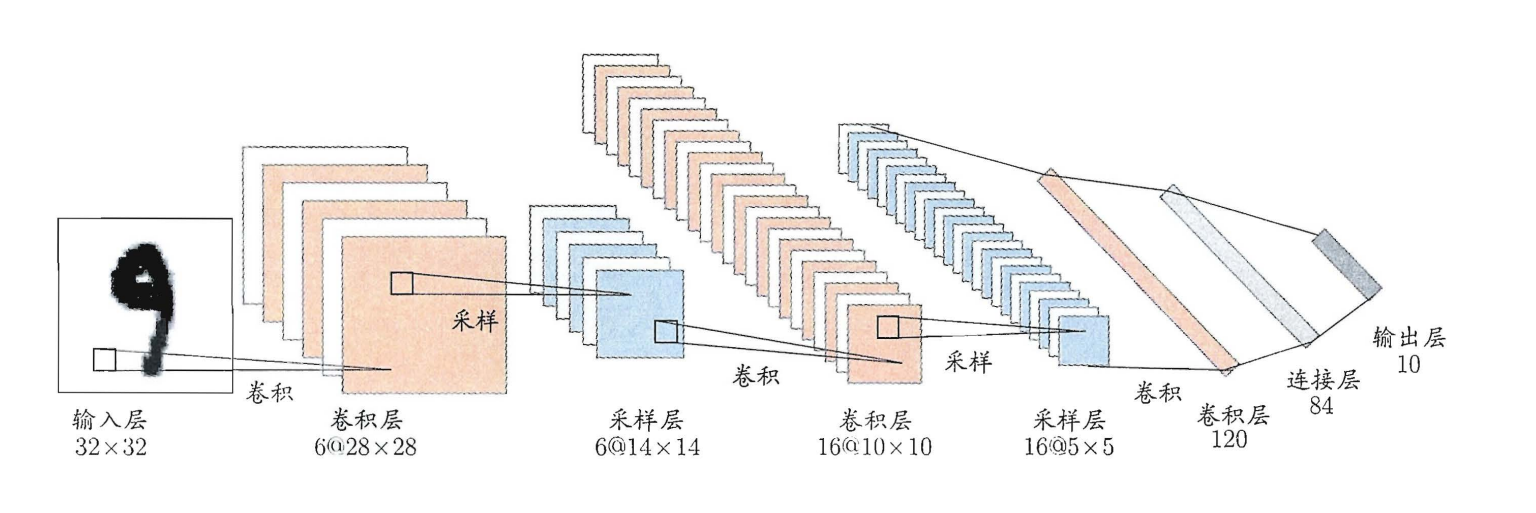 输入层
32×32
卷积
卷积层
6@28×28
采样
采样层
6@14×14
卷积
卷积层
16@10×10
采样
采样层
16@5×5
卷积
卷积层
120
连接层
84
输出层
10